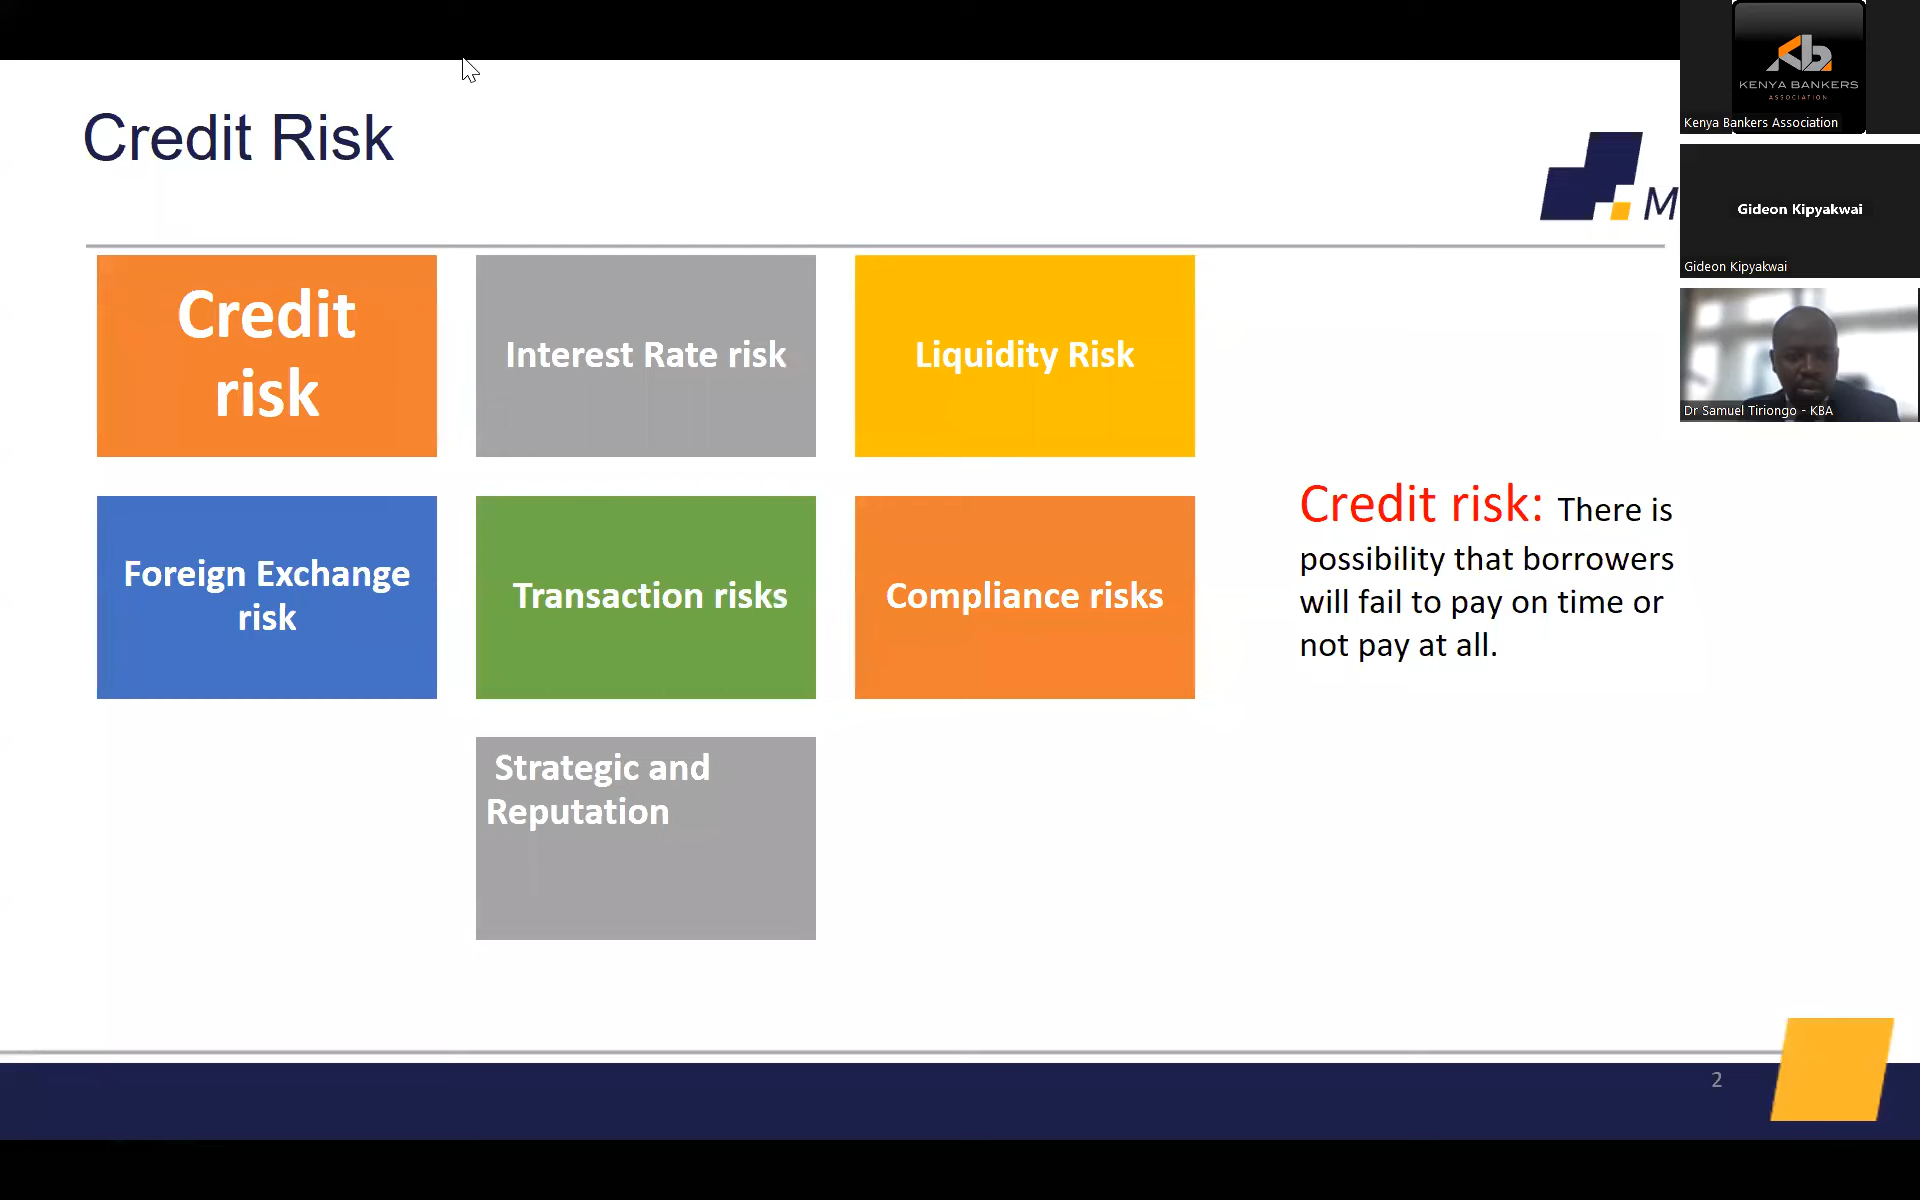 Credit Risk
M
Credit
risk
Interest Rate risk
Liquidity Risk
Foreign Exchange
risk
Transaction risks
Compliance risks
Strategic and
Reputation
Credit risk: There is
possibility that borrowers
will fail to pay on time or
not pay at all.
2
KENYA BANKERS
ASSOCIATION
Kenya Bankers Association
Gideon Kipyakwai
Gideon Kipyakwai
Dr Samuel Tiriongo - KBA